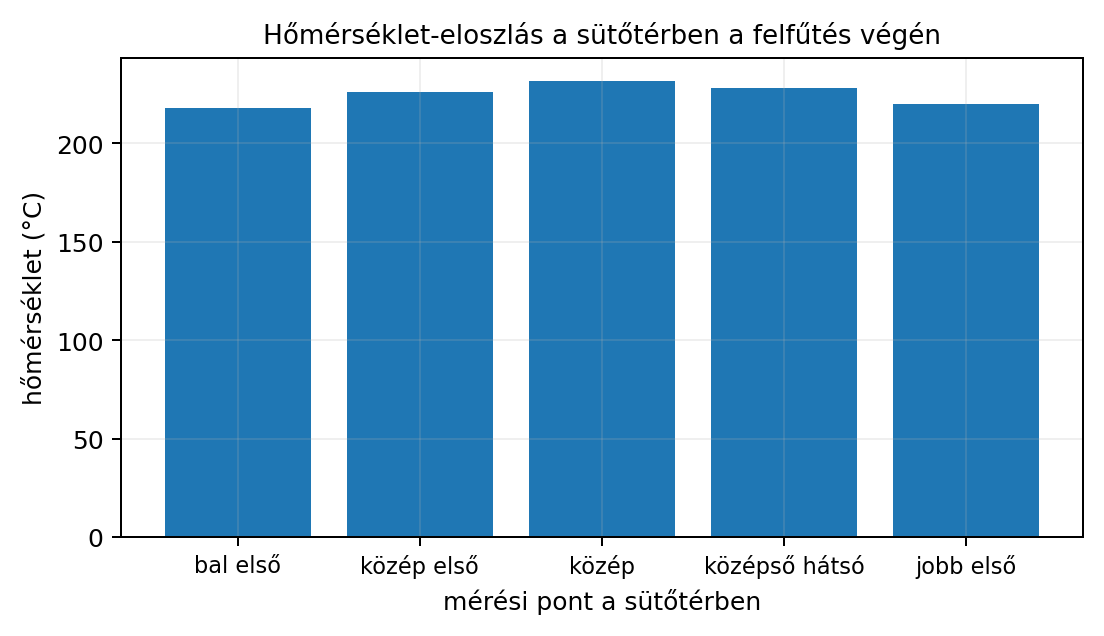 Hőmérséklet-eloszlás a sütőtérben a felfűtés végén
hőmérséklet (°C)
200
150
100
50
0
bal első
közép első
közép
középső hátsó
jobb első
mérési pont a sütőtérben